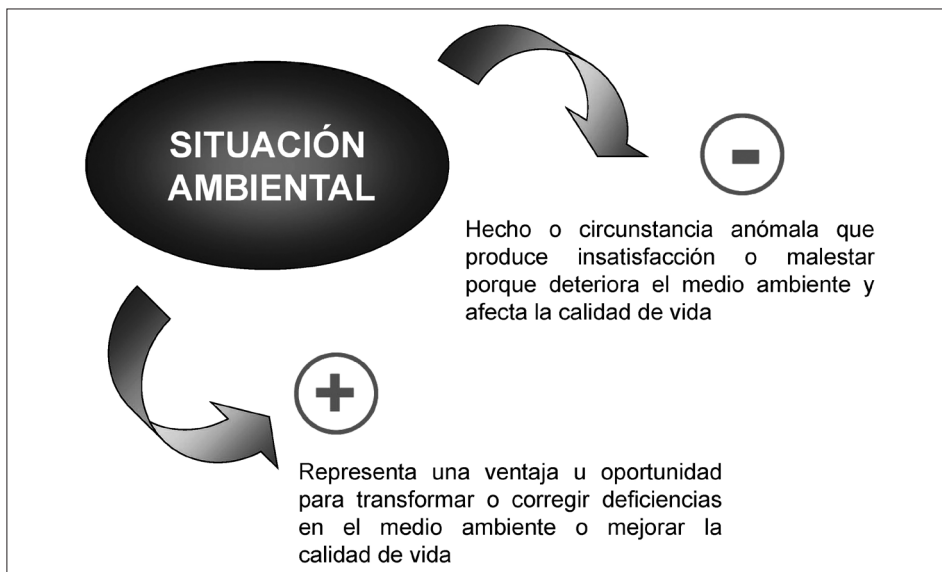 SITUACIÓN
AMBIENTAL
-
Hecho o circunstancia anómala que
produce insatisfacción o malestar
porque deteriora el medio ambiente y
afecta la calidad de vida
+
Representa una ventaja u oportunidad
para transformar o corregir deficiencias
en el medio ambiente o mejorar la
calidad de vida